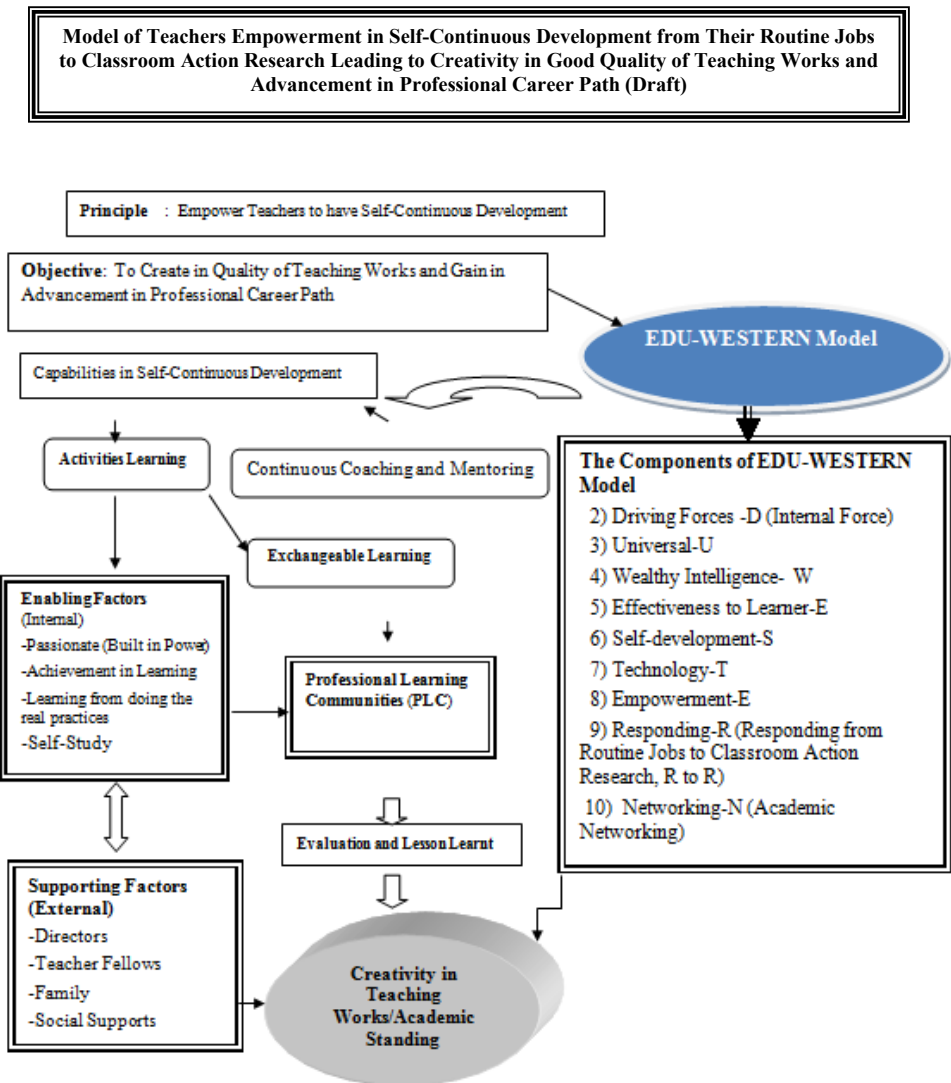 Model of Teachers Empowerment in Self-Continuous Development from Their Routine Jobs
to Classroom Action Research Leading to Creativity in Good Quality of Teaching Works and
Advancement in Professional Career Path (Draft)
Principle : Empower Teachers to have Self-Continuous Development
Objective: To Create in Quality of Teaching Works and Gain in
Advancement in Professional Career Path
EDU-WESTERN Model
Capabilities in Self-Continuous Development
Activities Learning
Continuous Coaching and Mentoring
Exchangeable Learning
The Components of EDU-WESTERN
Model
2) Driving Forces -D (Internal Force)
3) Universal-U
4) Wealthy Intelligence- W
5) Effectiveness to Learner-E
6) Self-development-S
7) Technology-T
8) Empowerment-E
9) Responding-R (Responding from
Routine Jobs to Classroom Action
Research, R to R)
10) Networking-N (Academic
Networking)
Enabling Factors
(Internal)
-Passionate (Built in Power)
-Achievement in Learning
-Learning from doing the
real practices
-Self-Study
Professional Learning
Communities (PLC)
Evaluation and Lesson Learnt
Supporting Factors
(External)
-Directors
-Teacher Fellows
-Family
-Social Supports
Creativity in
Teaching
Works/Academic
Standing